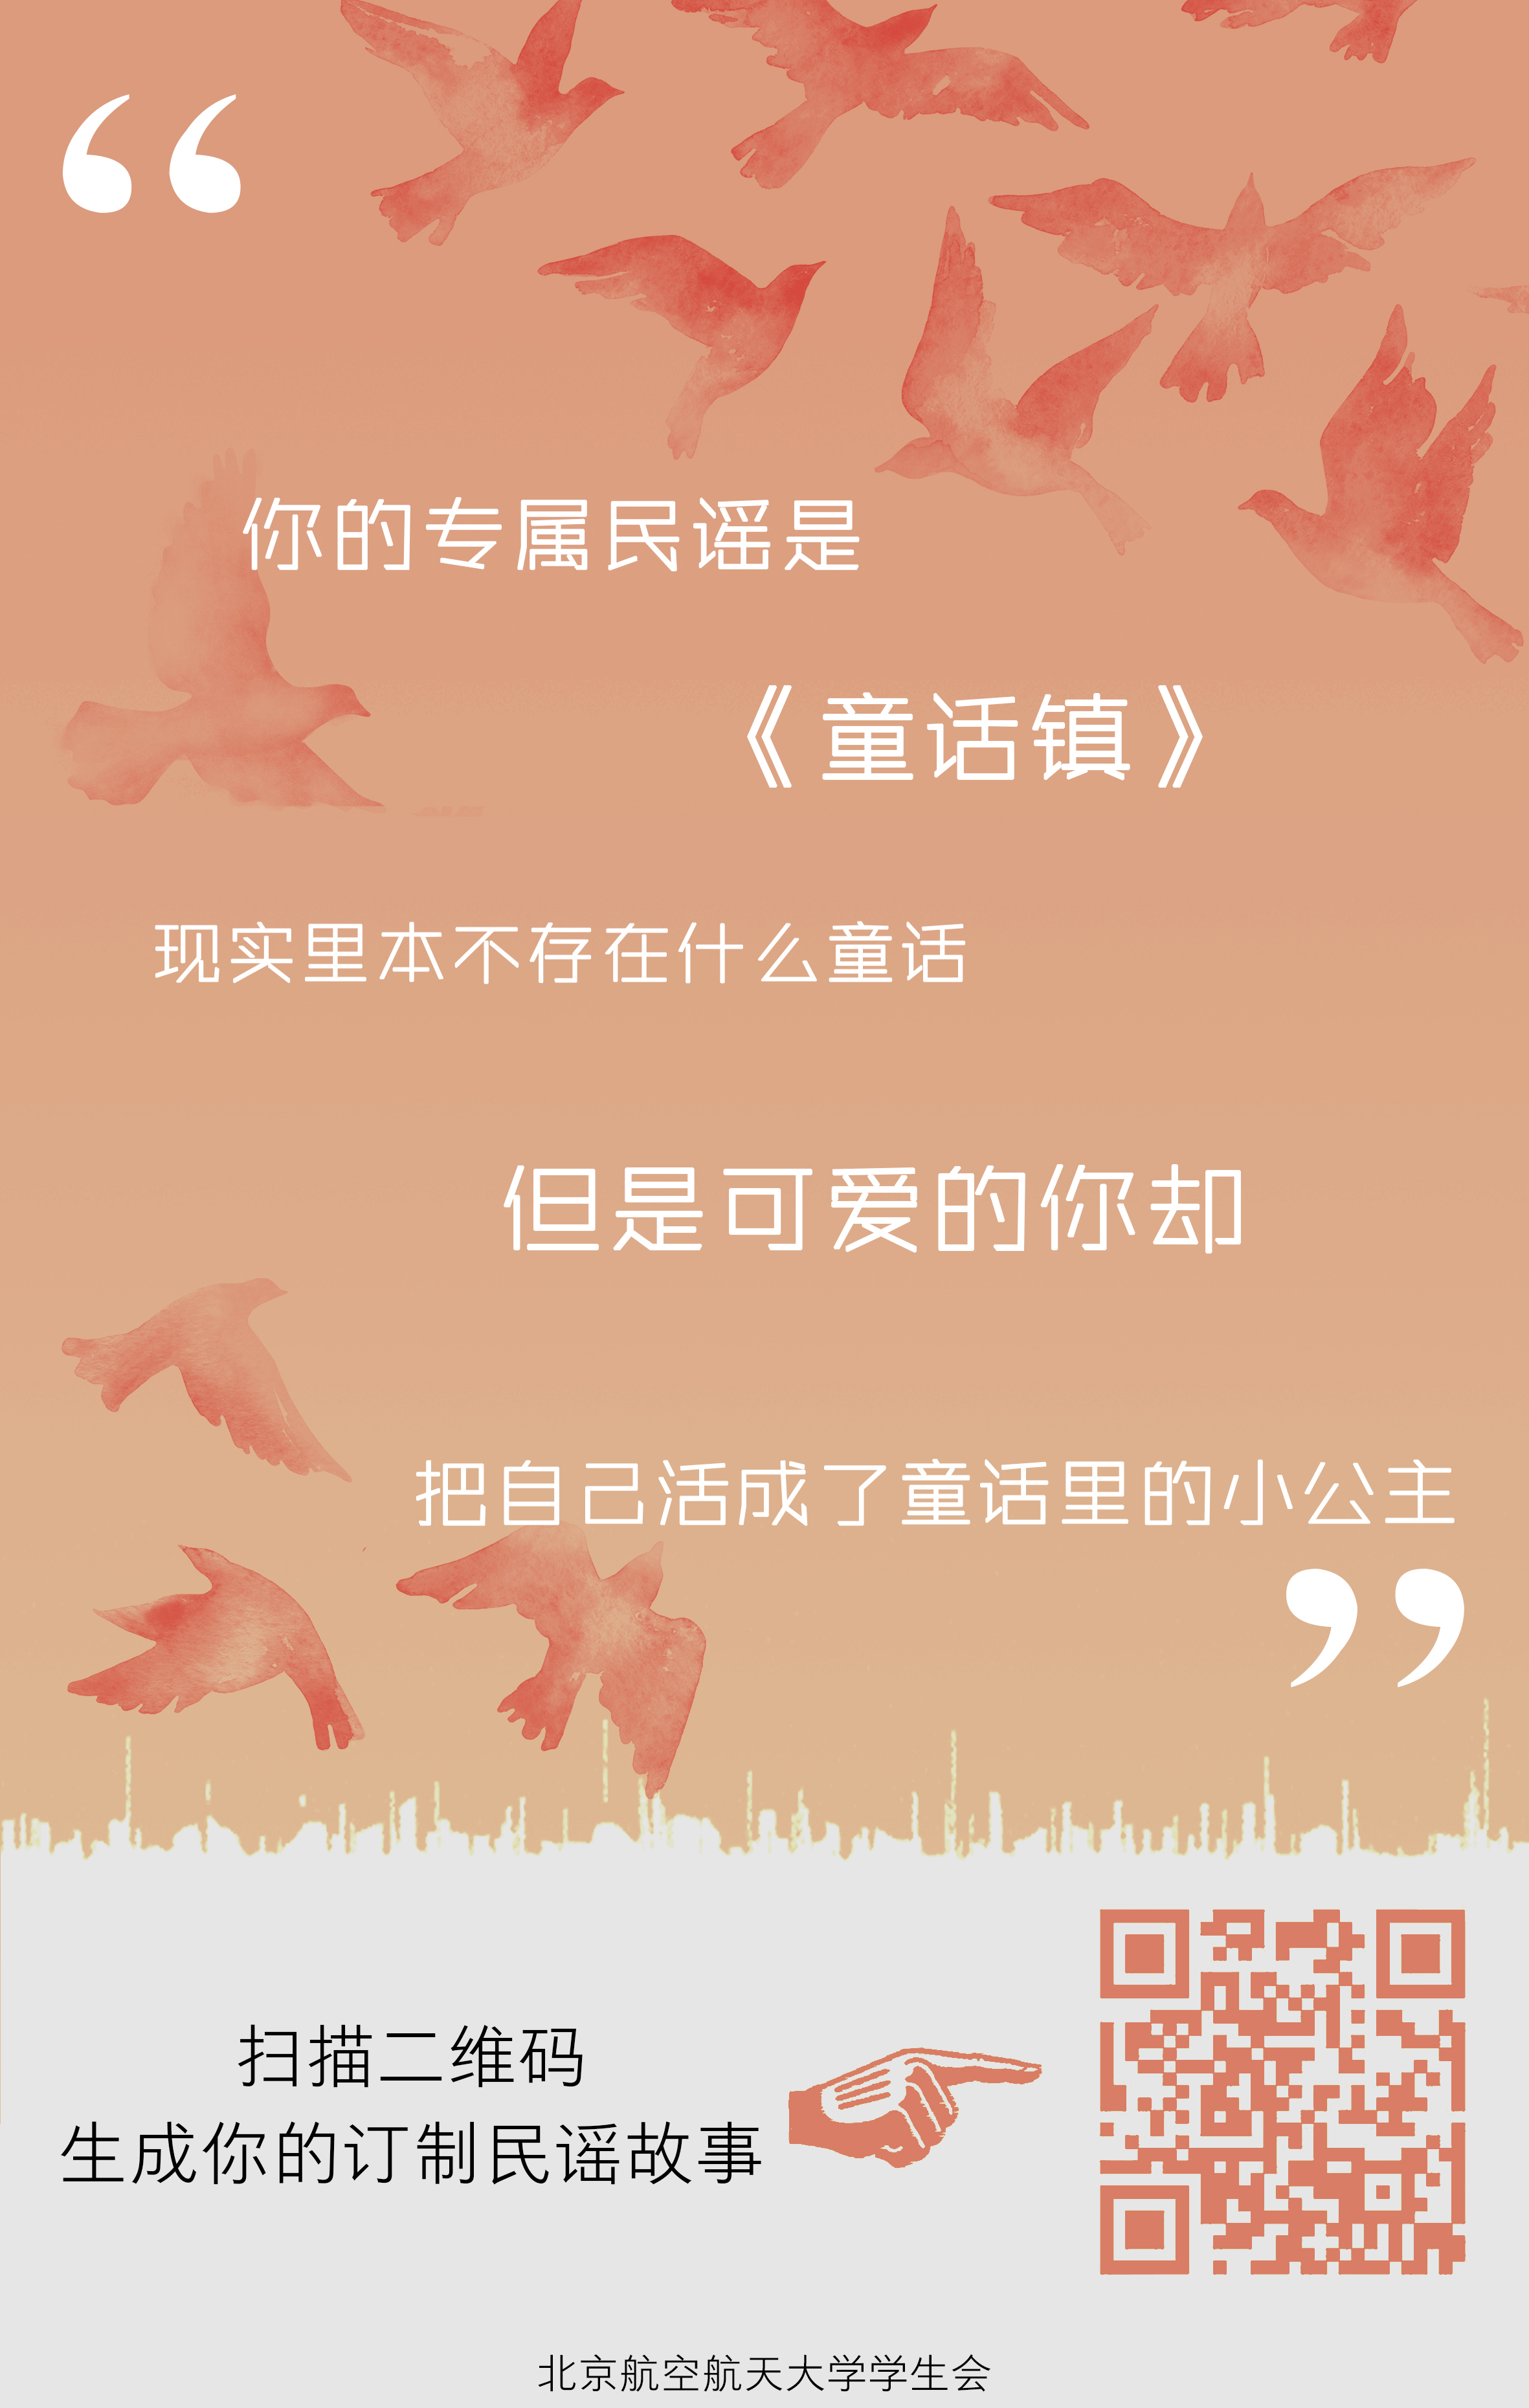 “
你的专属民谣是
《童话镇》
现实里本不存在什么童话
但是可爱的你却
把自己活成了童话里的小公主
”
扫描二维码
生成你的订制民谣故事
北京航空航天大学学生会